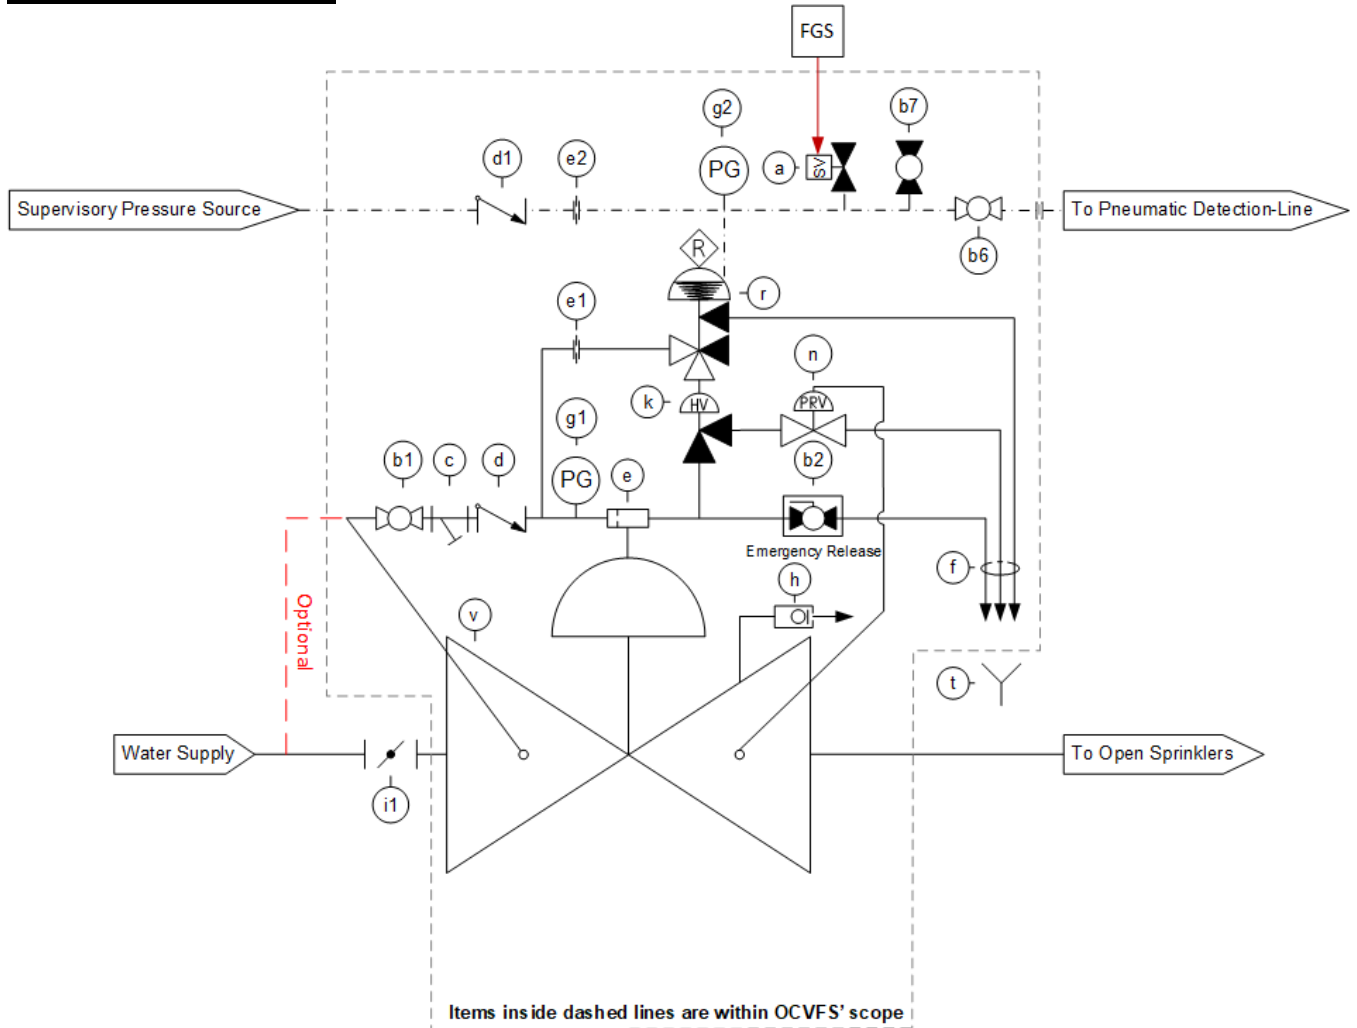 FGS
g2
b7
d1
e2
PG
a
SV
Supervisory Pressure Source
To Pneumatic Detection-Line
R
b6
e1
r
n
k
HV
PRV
g1
b1
c
d
PG
e
b2
Emergency Release
f
h
Optional
v
t
Water Supply
To Open Sprinklers
i1
Items inside dashed lines are within OCVFS' scope